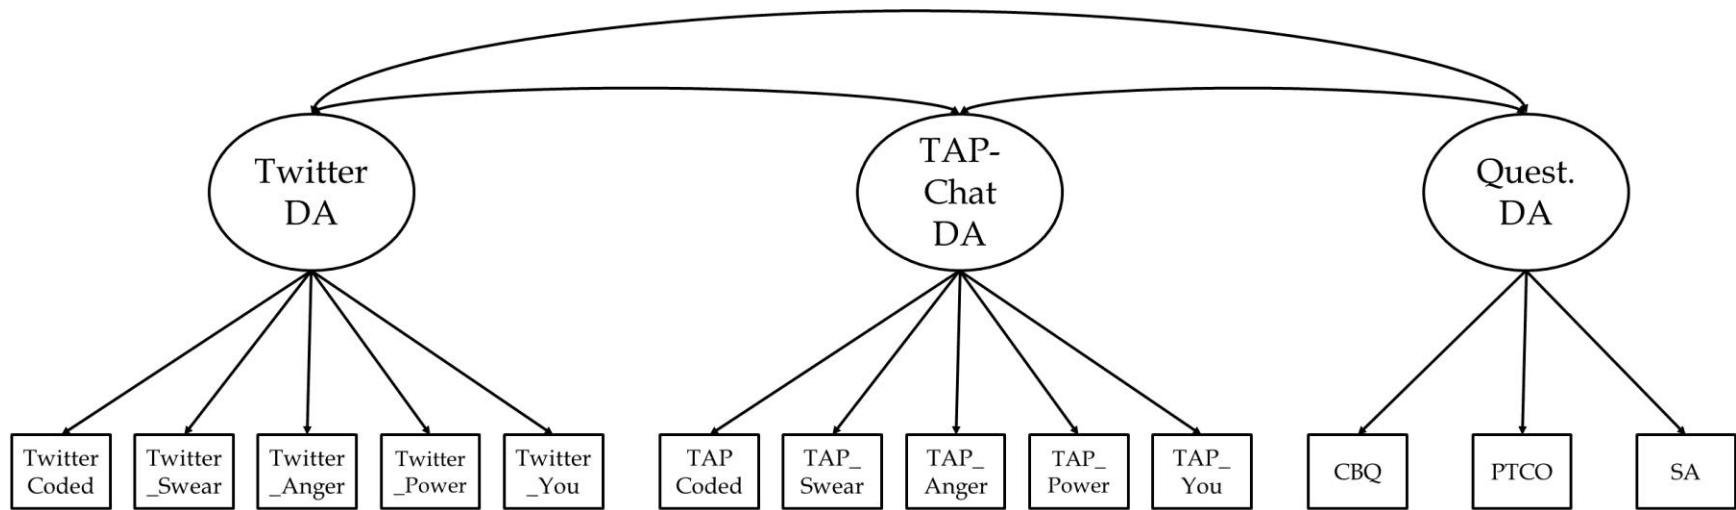 Twitter
DA
TAP-
Chat
DA
Quest.
DA
Twitter
Coded
Twitter
_Swear
Twitter
_Anger
Twitter
_Power
Twitter
_You
TAP
Coded
TAP_
Swear
TAP_
Anger
TAP_
Power
TAP_
You
CBQ
PTCO
SA